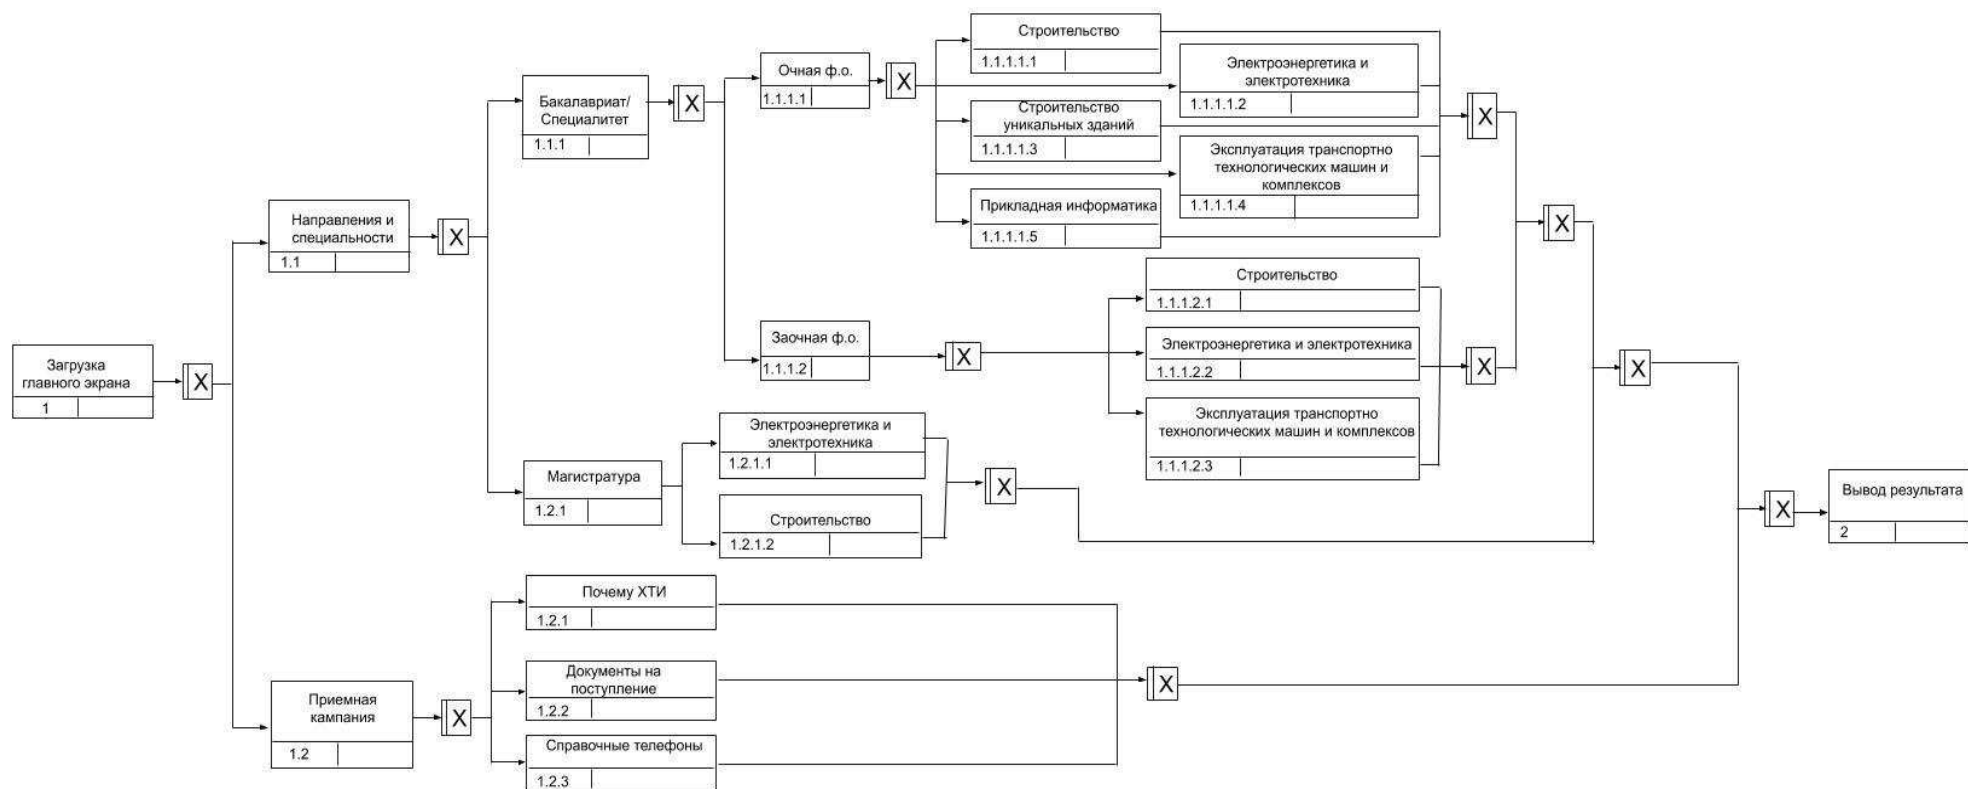 Загрузка
главного экрана
1
X
Направления и
специальности
1.1
X
Бакалавриат/
Специалитет
1.1.1
X
Очная ф.о.
1.1.1.1
X
Строительство
1.1.1.1.1
Электроэнергетика и
электротехника
1.1.1.1.2
Строительство
уникальных зданий
1.1.1.1.3
Эксплуатация транспортно
технологических машин и
комплексов
1.1.1.1.4
Прикладная информатика
1.1.1.1.5
X
X
Заочная ф.о.
1.1.1.2
X
Строительство
1.1.1.2.1
Электроэнергетика и электротехника
1.1.1.2.2
Эксплуатация транспортно
технологических машин и комплексов
1.1.1.2.3
X
X
Магистратура
1.2.1
Электроэнергетика и
электротехника
1.2.1.1
Строительство
1.2.1.2
X
Приемная
кампания
1.2
X
Почему ХТИ
1.2.1
Документы на
поступление
1.2.2
Справочные телефоны
1.2.3
X
X
Вывод результата
2